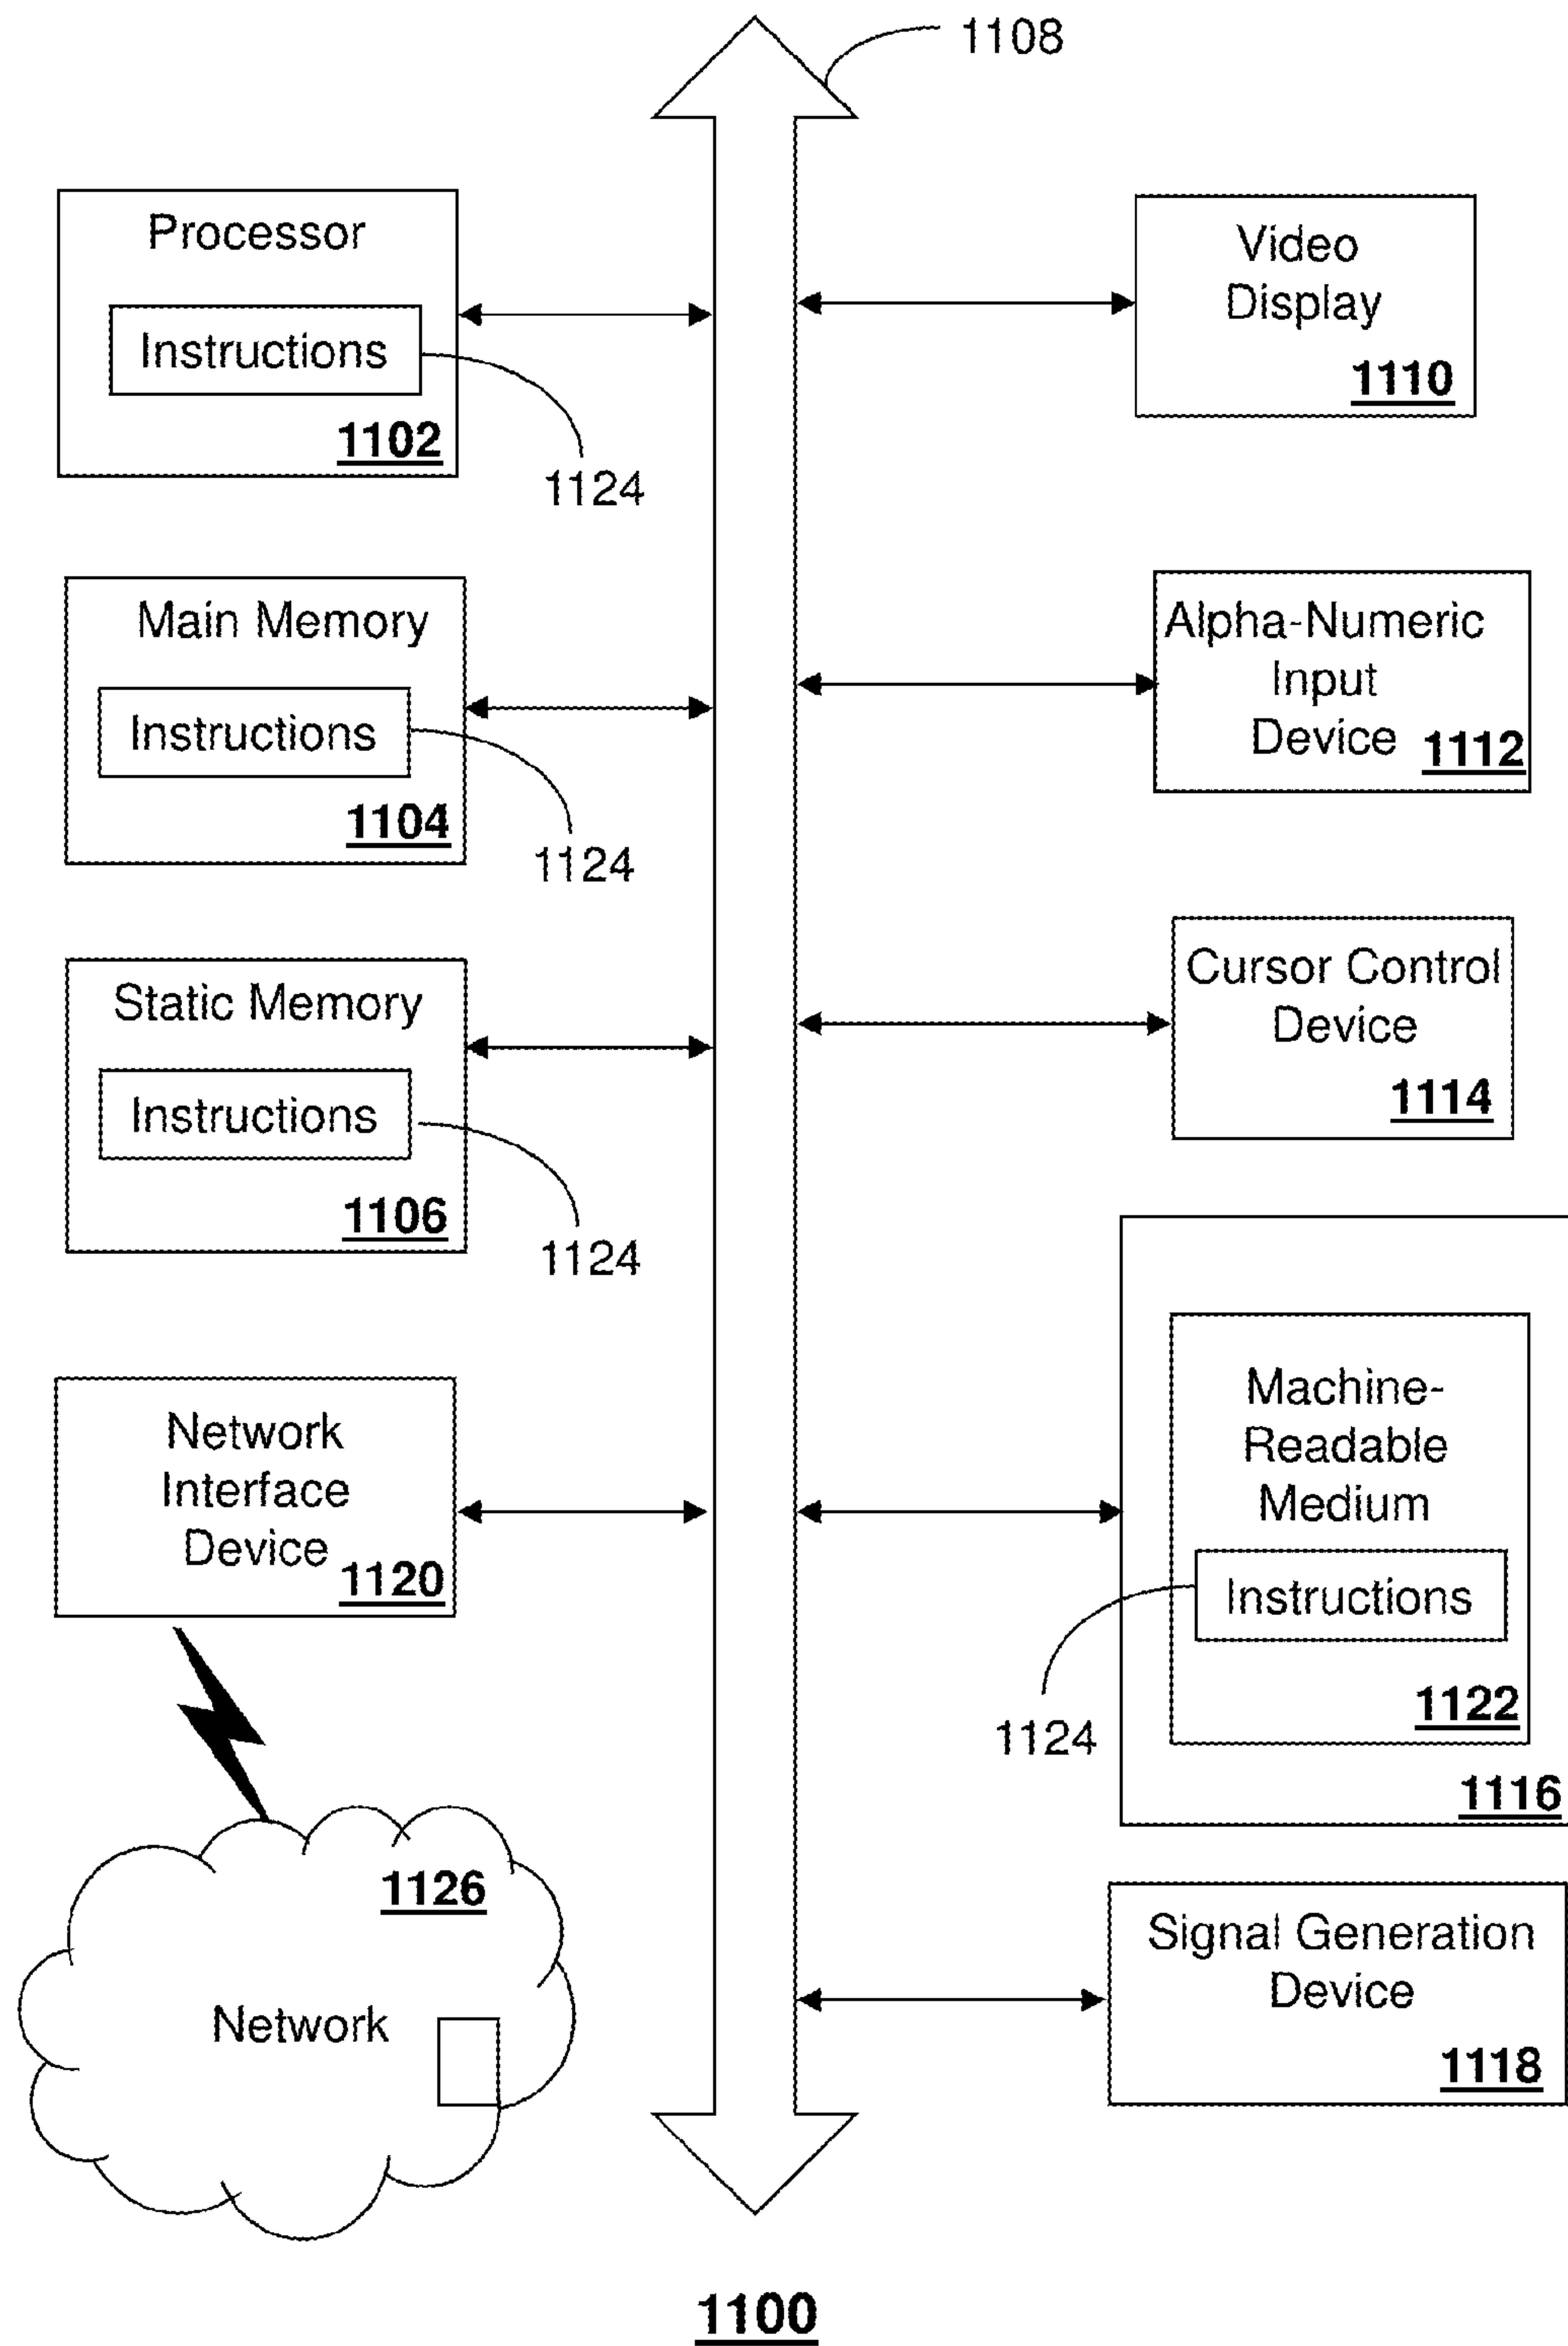 1108
Processor
Instructions
1102
1124
Main Memory
Instructions
1104
1124
Static Memory
Instructions
1106
1124
Network
Interface
Device
1120
1126
Network
Video
Display
1110
Alpha-Numeric
Input
Device
1112
Cursor Control
Device
1114
Machine-
Readable
Medium
Instructions
1122
1124
1116
Signal Generation
Device
1118
1100